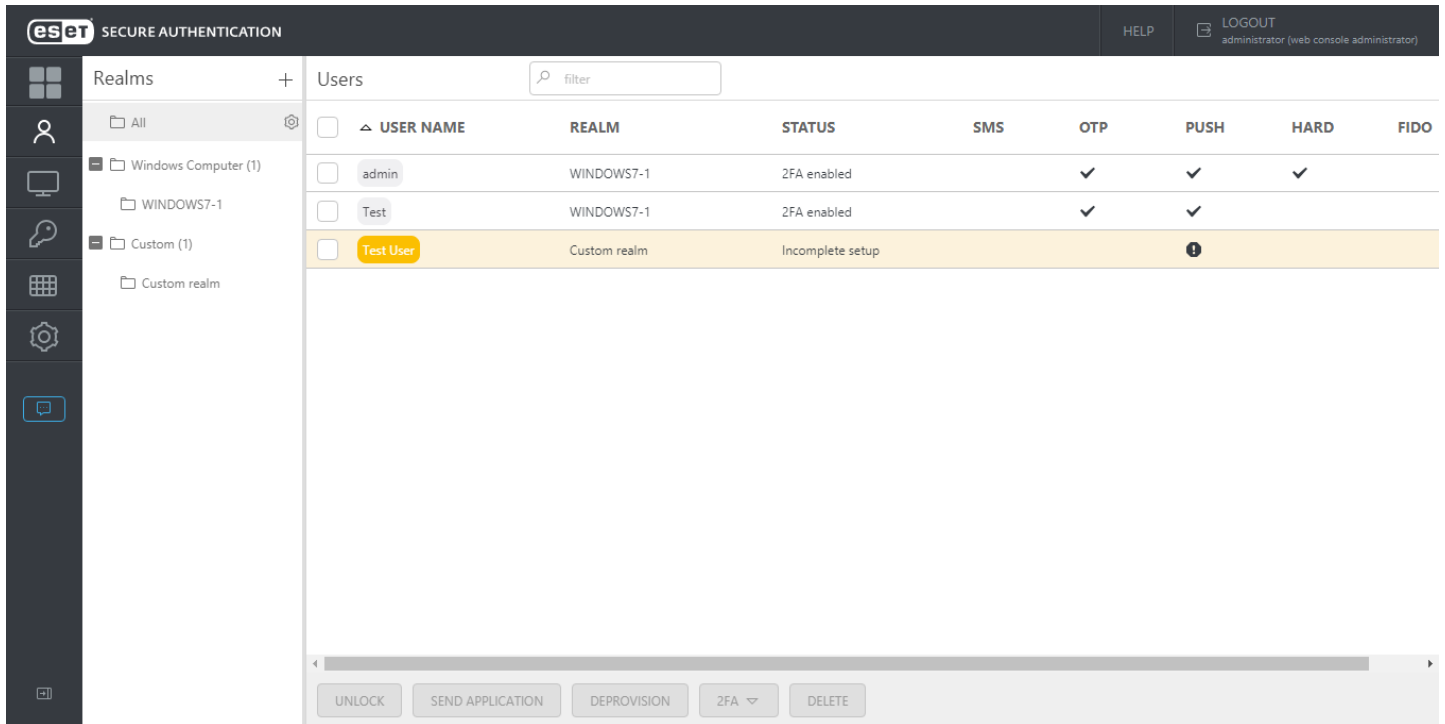 eset SECURE AUTHENTICATION
HELP
LOGOUT
administrator (web console administrator)
Realms
All
Windows Computer (1)
WINDOWS7-1
Custom (1)
Custom realm
Users
filter
USER NAME REALM STATUS SMS OTP PUSH HARD FIDO
admin WINDOWS7-1 2FA enabled
Test WINDOWS7-1 2FA enabled
Test User Custom realm Incomplete setup
UNLOCK SEND APPLICATION DEPROVISION 2FA DELETE